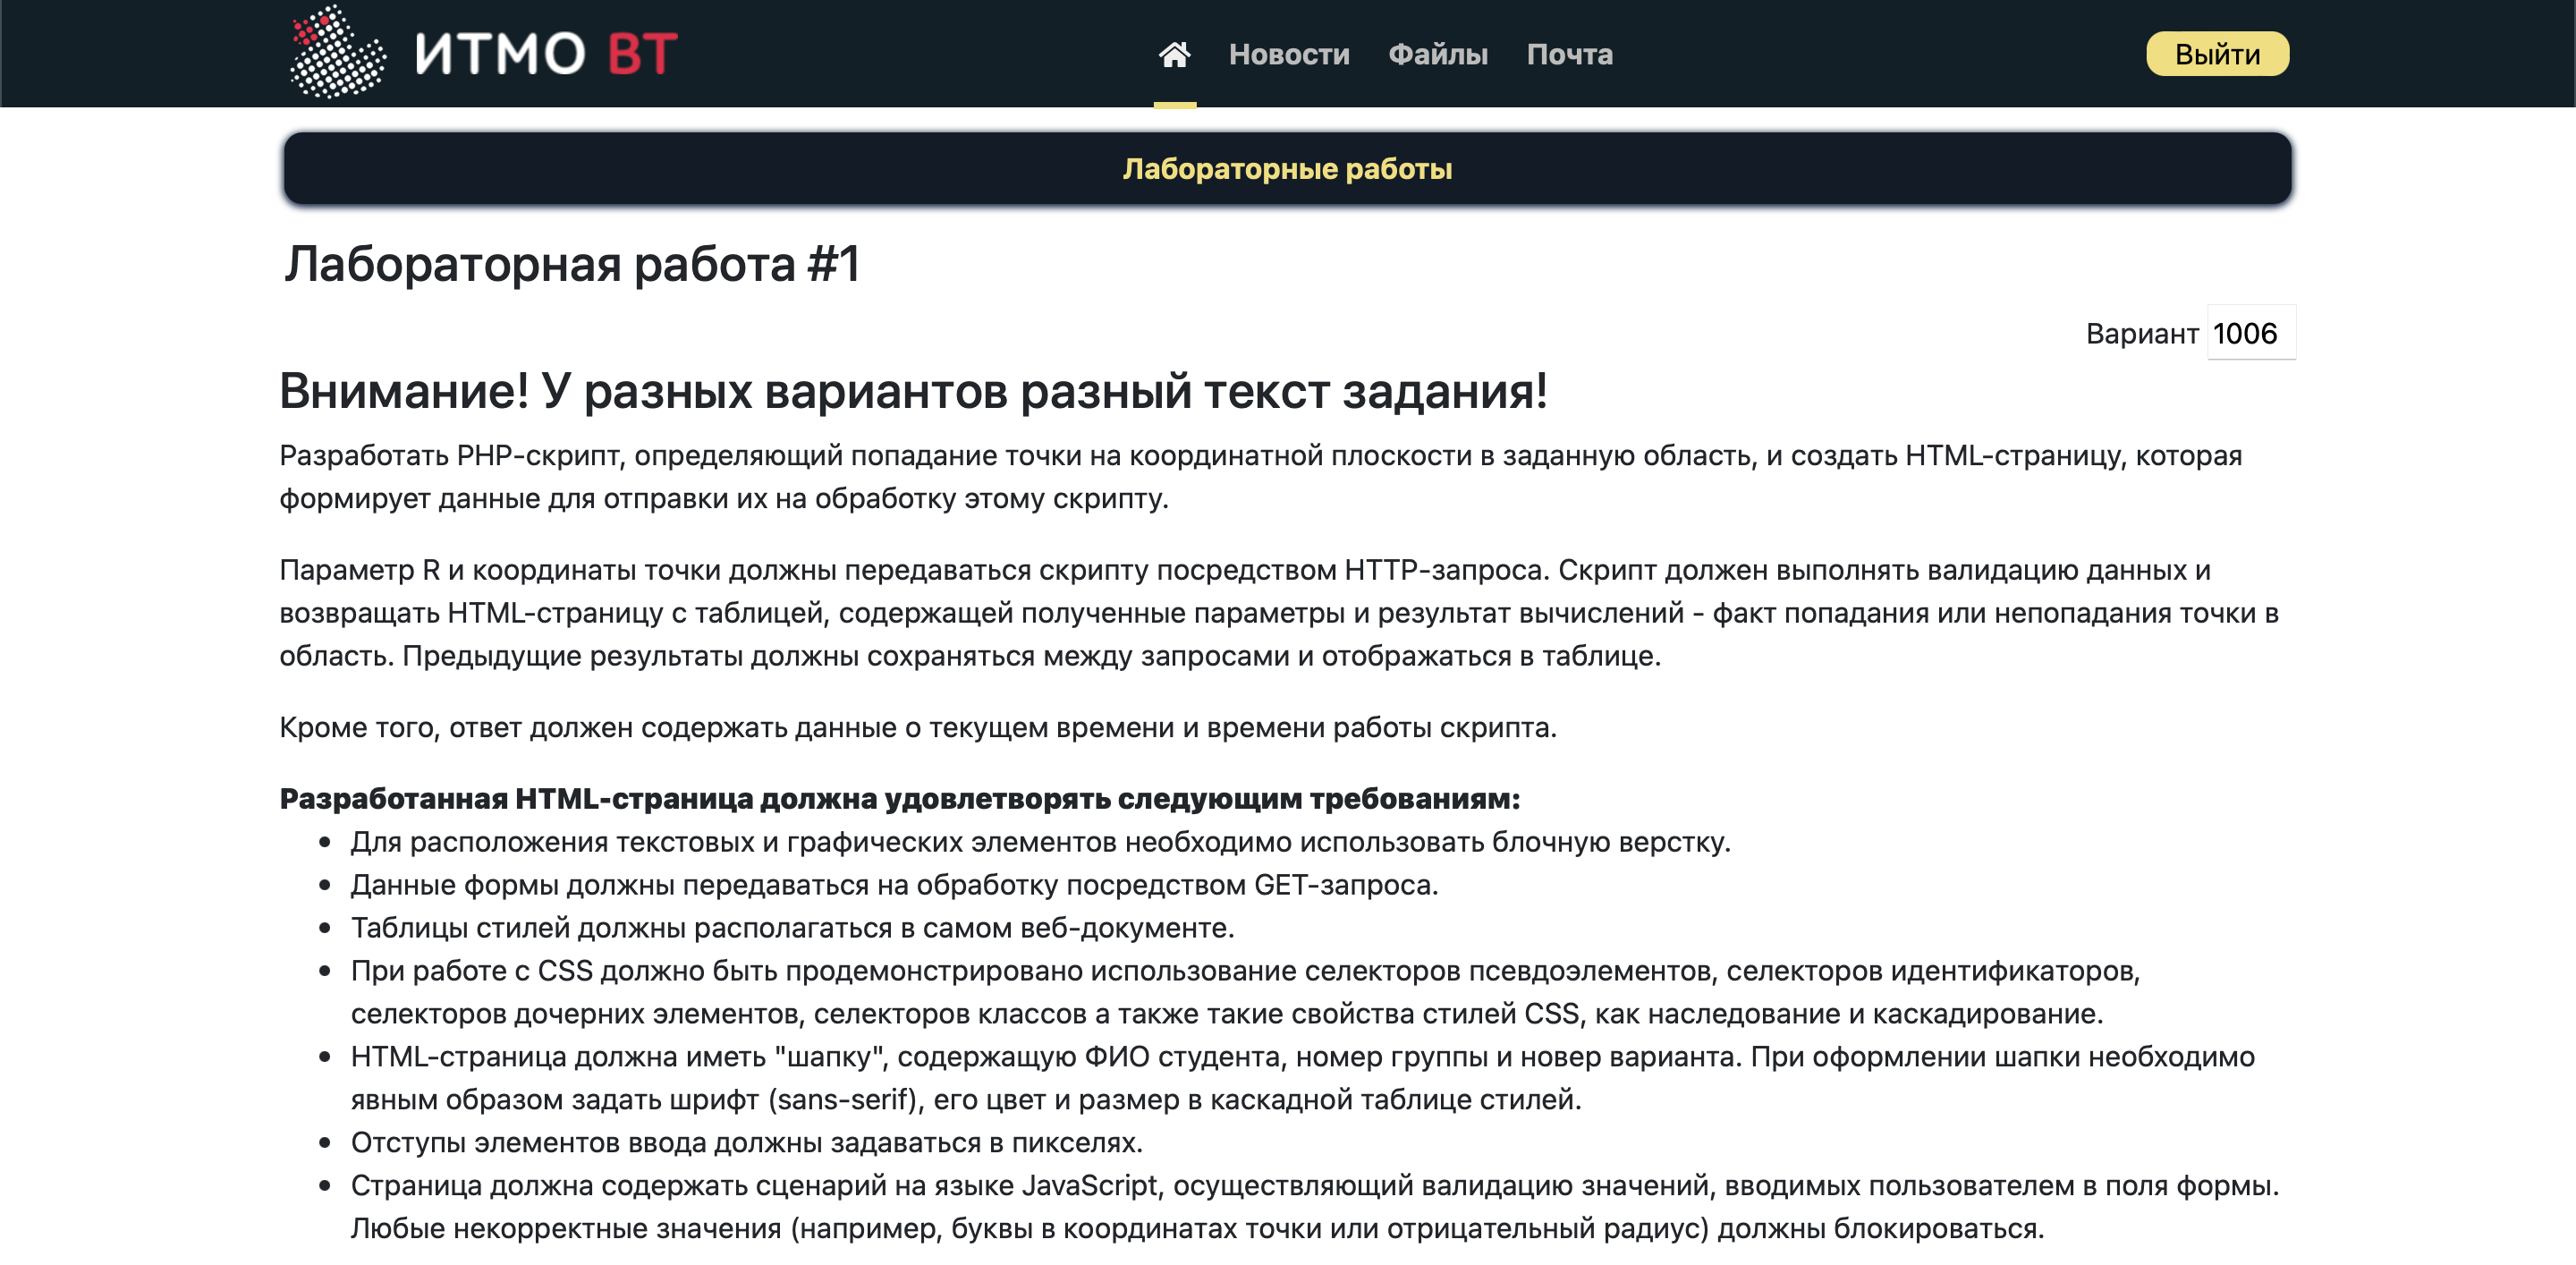 ИТМО ВТ
Новости Файлы Почта
Выйти
Лабораторные работы
Лабораторная работа #1
Вариант 1006
Внимание! У разных вариантов разный текст задания!
Разработать PHP-скрипт, определяющий попадание точки на координатной плоскости в заданную область, и создать HTML-страницу, которая
формирует данные для отправки их на обработку этому скрипту.
Параметр R и координаты точки должны передаваться скрипту посредством HTTP-запроса. Скрипт должен выполнять валидацию данных и
возвращать HTML-страницу с таблицей, содержащей полученные параметры и результат вычислений - факт попадания или непопадания точки в
область. Предыдущие результаты должны сохраняться между запросами и отображаться в таблице.
Кроме того, ответ должен содержать данные о текущем времени и времени работы скрипта.
Разработанная HTML-страница должна удовлетворять следующим требованиям:
• Для расположения текстовых и графических элементов необходимо использовать блочную верстку.
• Данные формы должны передаваться на обработку посредством GET-запроса.
• Таблицы стилей должны располагаться в самом веб-документе.
• При работе с CSS должно быть продемонстрировано использование селекторов псевдоэлементов, селекторов идентификаторов,
селекторов дочерних элементов, селекторов классов а также такие свойства стилей CSS, как наследование и каскадирование.
• HTML-страница должна иметь "шапку", содержащую ФИО студента, номер группы и новер варианта. При оформлении шапки необходимо
явным образом задать шрифт (sans-serif), его цвет и размер в каскадной таблице стилей.
• Отступы элементов ввода должны задаваться в пикселях.
• Страница должна содержать сценарий на языке JavaScript, осуществляющий валидацию значений, вводимых пользователем в поля формы.
Любые некорректные значения (например, буквы в координатах точки или отрицательный радиус) должны блокироваться.